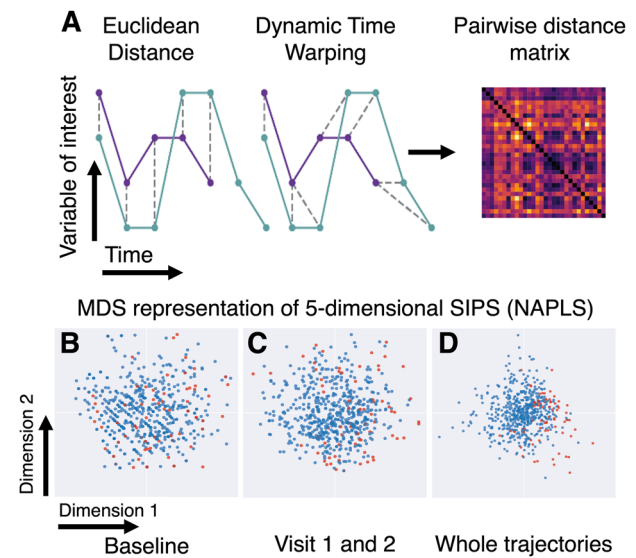 A
Euclidean
Distance
Dynamic Time
Warping
Pairwise distance
matrix
Variable of interest
Time
MDS representation of 5-dimensional SIPS (NAPLS)
B
C
D
Dimension 2
Dimension 1
Baseline
Visit 1 and 2
Whole trajectories